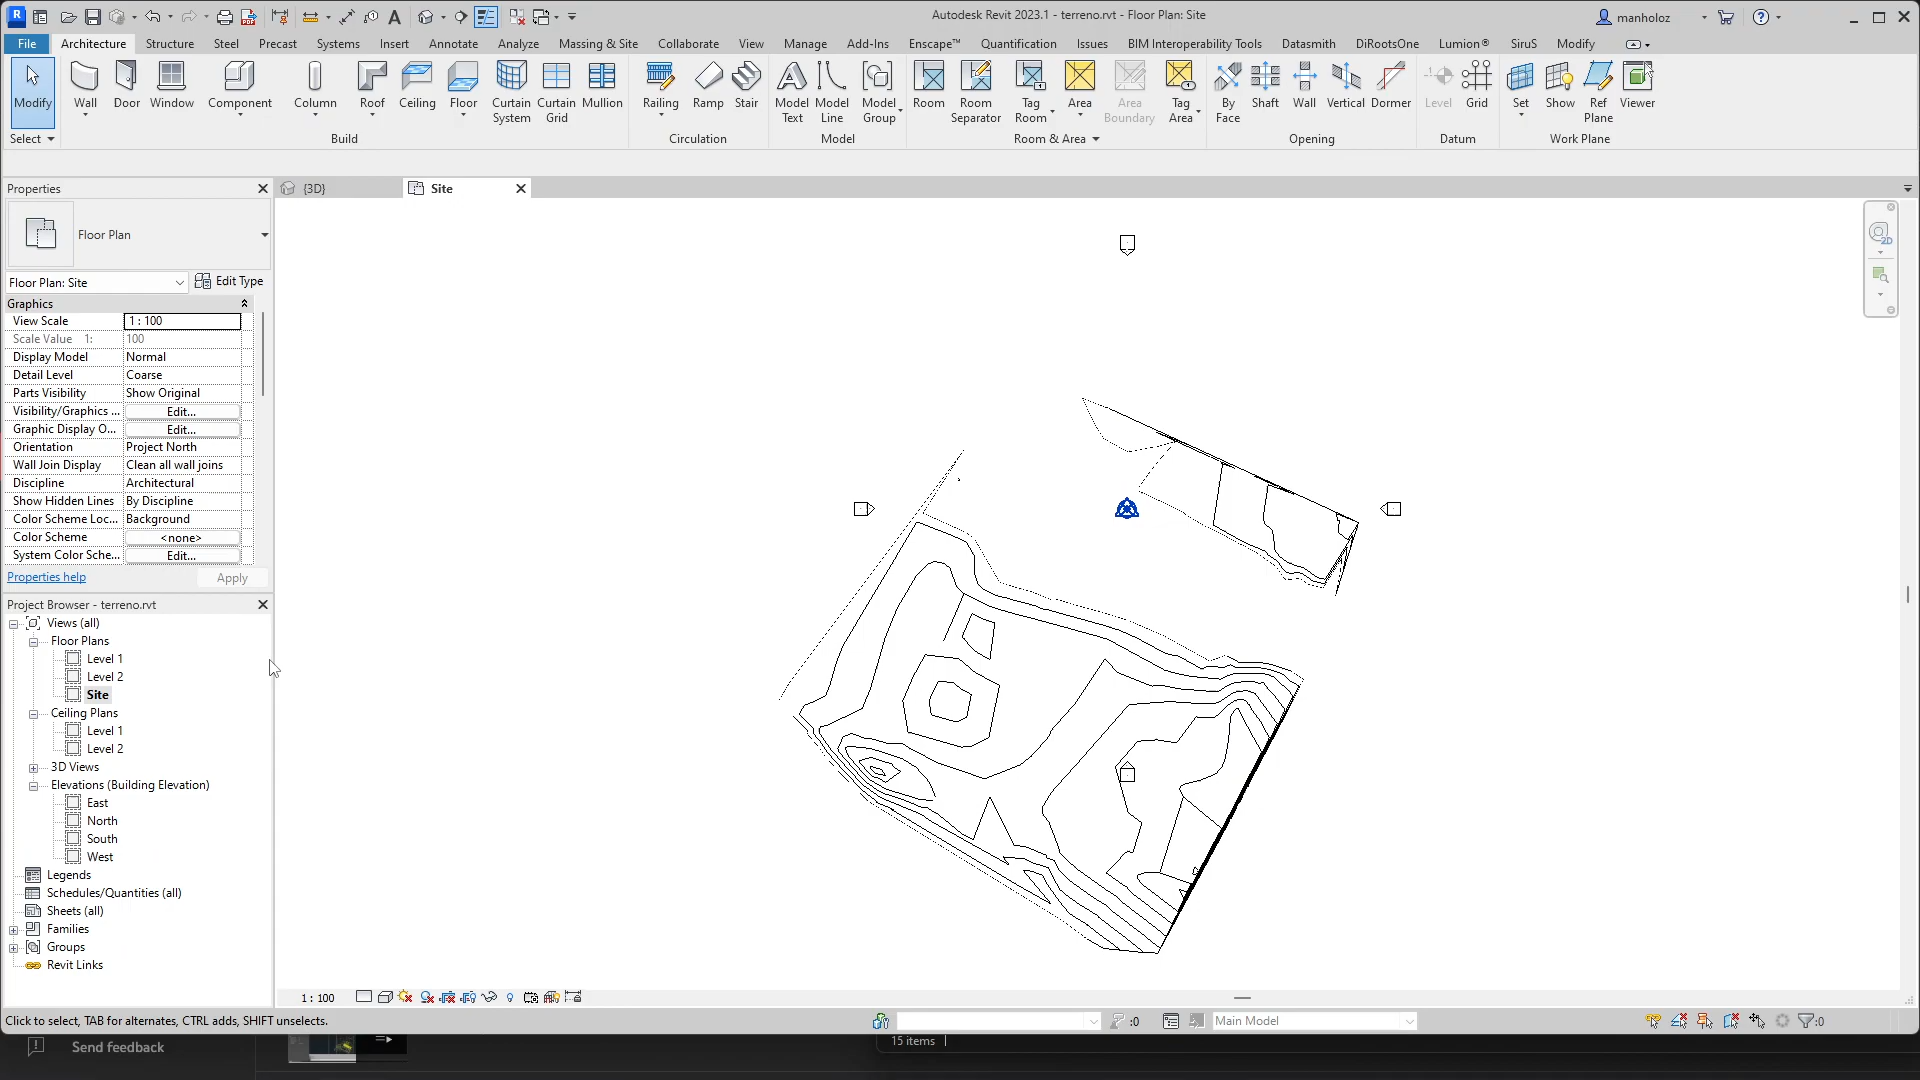 Autodesk Revit 2023.1 - terreno.rvt - Floor Plan: Site
manholoz
File Architecture Structure Steel Precast Systems Insert Annotate Analyze Massing & Site Collaborate View Manage Add-Ins Enscape™ Quantification Issues BIM Interoperability Tools Datasmith DiRootsOne Lumion® SiruS Modify
Modify Wall Door Window Component Column Roof Ceiling Floor Curtain System Curtain Grid Mullion Railing Ramp Stair Model Text Model Line Model Group Room Room Separator Tag Room Area Area Boundary Tag Area By Face Shaft Wall Vertical Dormer Level Grid Set Show Ref Plane Viewer
Select Build Circulation Model Room & Area Opening Datum Work Plane
Properties
{3D} Site
Floor Plan
Floor Plan: Site Edit Type
Graphics
View Scale 1 : 100
Scale Value 1: 100
Display Model Normal
Detail Level Coarse
Parts Visibility Show Original
Visibility/Graphics ... Edit...
Graphic Display O... Edit...
Orientation Project North
Wall Join Display Clean all wall joins
Discipline Architectural
Show Hidden Lines By Discipline
Color Scheme Loc... Background
Color Scheme <none>
System Color Sche... Edit...
Properties help Apply
Project Browser - terreno.rvt
Views (all)
Floor Plans
Level 1
Level 2
Site
Ceiling Plans
Level 1
Level 2
3D Views
Elevations (Building Elevation)
East
North
South
West
Legends
Schedules/Quantities (all)
Sheets (all)
Families
Groups
Revit Links
2D
1 : 100
Click to select, TAB for alternates, CTRL adds, SHIFT unselects.
:0
Main Model
:0
Send feedback
15 items